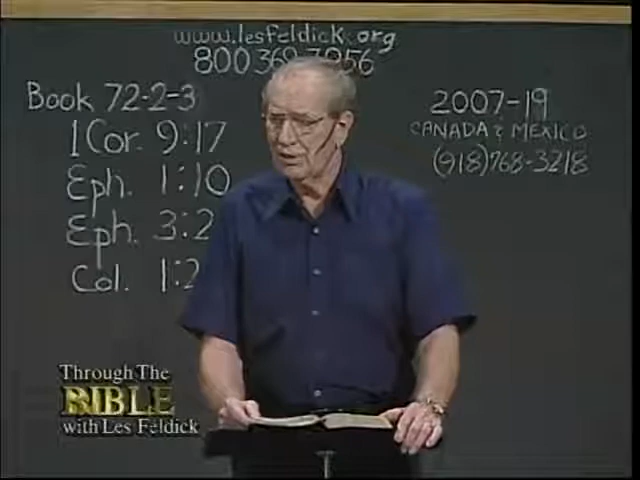 www.lesfeldick.org
800 369-7856
Book 72-2-3
1 Cor. 9:17
Eph. 1:10
Eph. 3:2
Col. 1:2
2007-19
CANADA & MEXICO
(918)768-3218
Through The
BIBLE
with Les Feldick